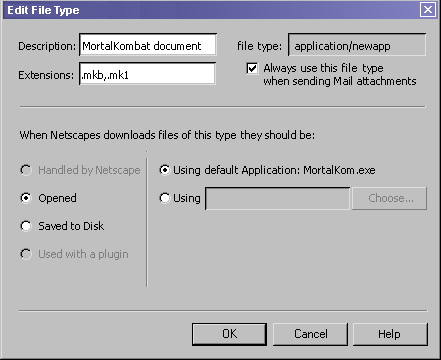 Edit File Type
Description: MortalKombat document file type: application/newapp
Extensions: .mkb,.mk1 Always use this file type
when sending Mail attachments
When Netscapes downloads files of this type they should be:
Handled by Netscape Using default Application: MortalKom.exe
Opened Using Choose...
Saved to Disk
Used with a plugin
OK Cancel Help